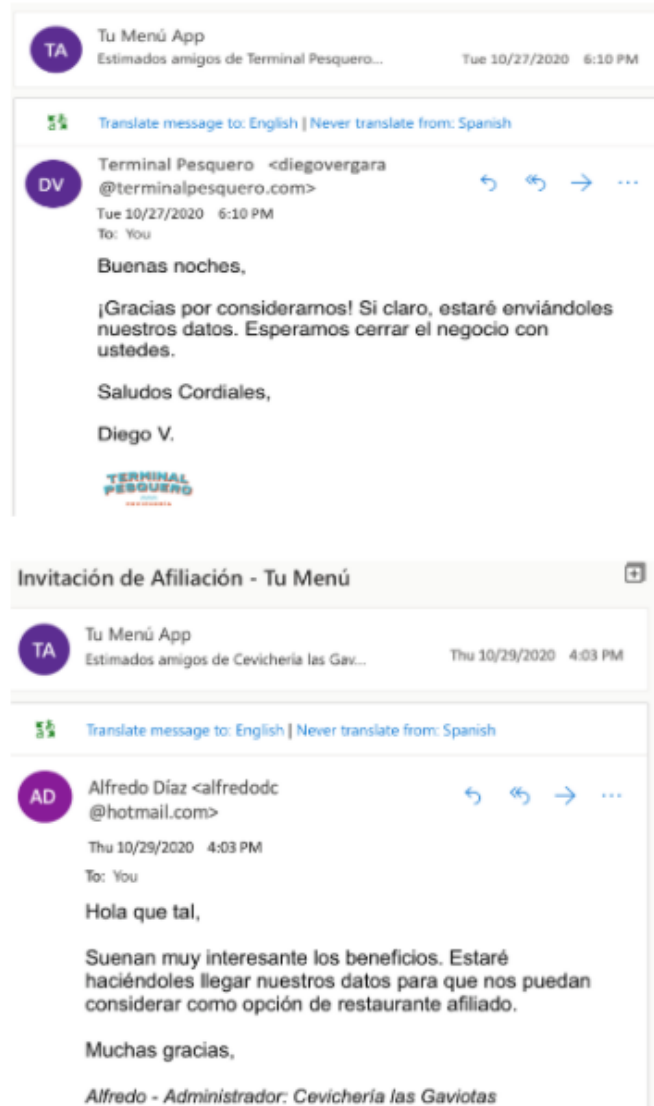 TA
Tu Menú App
Estimados amigos de Terminal Pesquero...
Tue 10/27/2020 6:10 PM
Translate message to: English | Never translate from: Spanish
DV
Terminal Pesquero <diegovergara
@terminalpesquero.com>
Tue 10/27/2020 6:10 PM
To: You
Buenas noches,
¡Gracias por considerarnos! Si claro, estaré enviándoles
nuestros datos. Esperamos cerrar el negocio con
ustedes.
Saludos Cordiales,
Diego V.
TERMINAL
PESQUERO
Invitación de Afiliación - Tu Menú
TA
Tu Menú App
Estimados amigos de Cevichería las Gav...
Thu 10/29/2020 4:03 PM
Translate message to: English | Never translate from: Spanish
AD
Alfredo Díaz <alfredodc
@hotmail.com>
Thu 10/29/2020 4:03 PM
To: You
Hola que tal,
Suenan muy interesante los beneficios. Estaré
haciéndoles llegar nuestros datos para que nos puedan
considerar como opción de restaurante afiliado.
Muchas gracias,
Alfredo - Administrador: Cevichería las Gaviotas